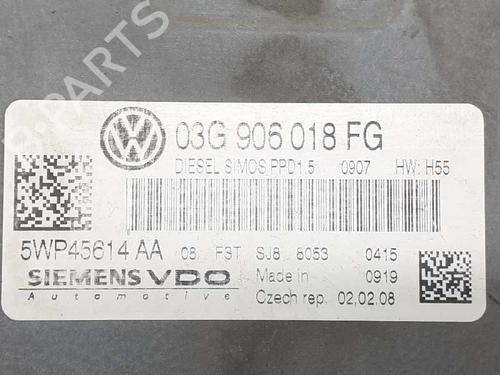 B-PARTS
VW
03G 906 018 FG
DIESEL SIMOS,PPD1.5 0907 HW: H55
5WP45614 AA 08 FST SJ8 8053 0415
SIEMENS VDO Made in 0919
Automotive Czech rep. 02,02.08